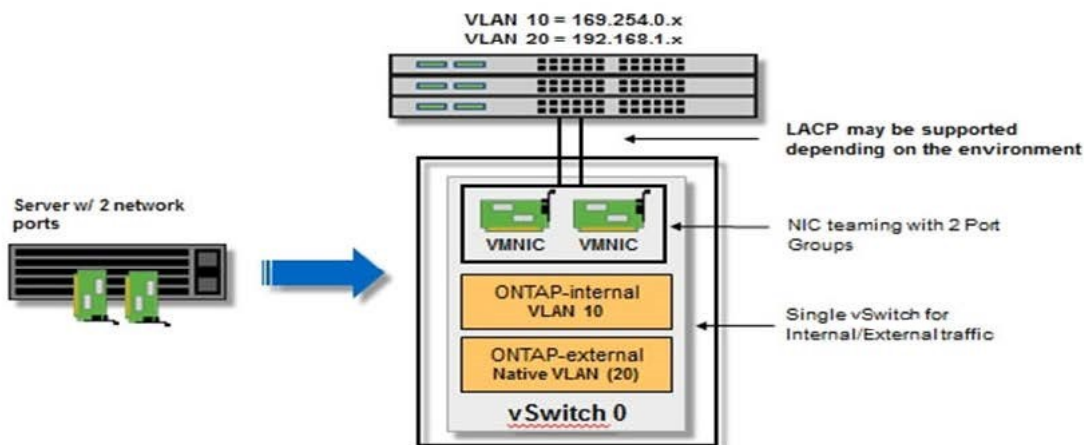 VLAN 10 = 169.254.0.x
VLAN 20 = 192.168.1.x
LACP may be supported
depending on the environment
Server w/ 2 network
ports
VMNIC
VMNIC
NIC teaming with 2 Port
Groups
ONTAP-internal
VLAN 10
Single vSwitch for
Internal/External traffic
ONTAP-external
Native VLAN (20)
vSwitch 0